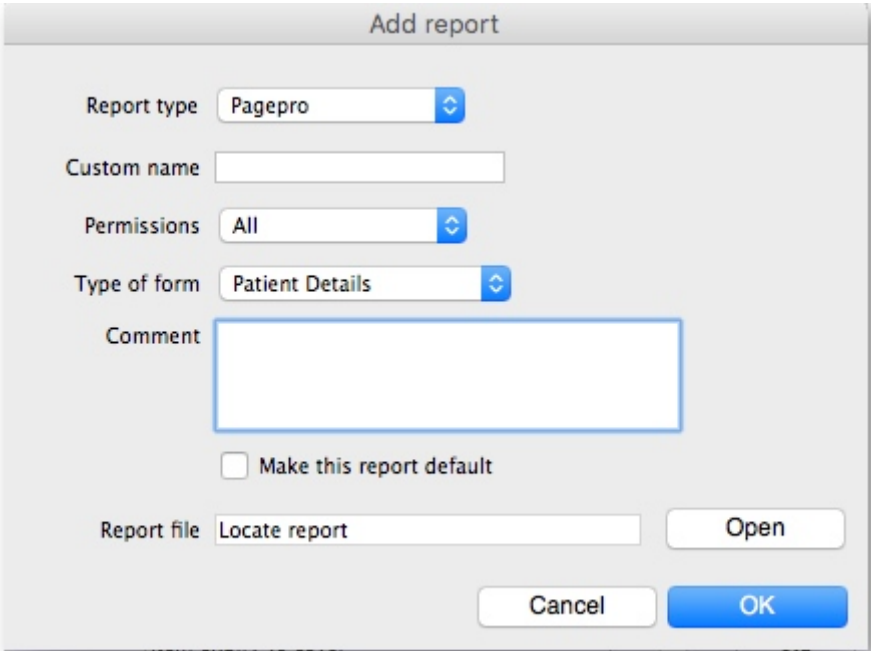 Add report
Report type Pagepro
Custom name
Permissions All
Type of form Patient Details
Comment
Make this report default
Report file Locate report Open
Cancel OK